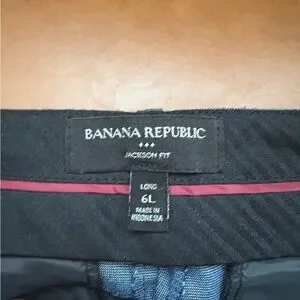 BANANA REPUBLIC
JACKSON FIT
LONG
6L
MADE IN
INDONESIA